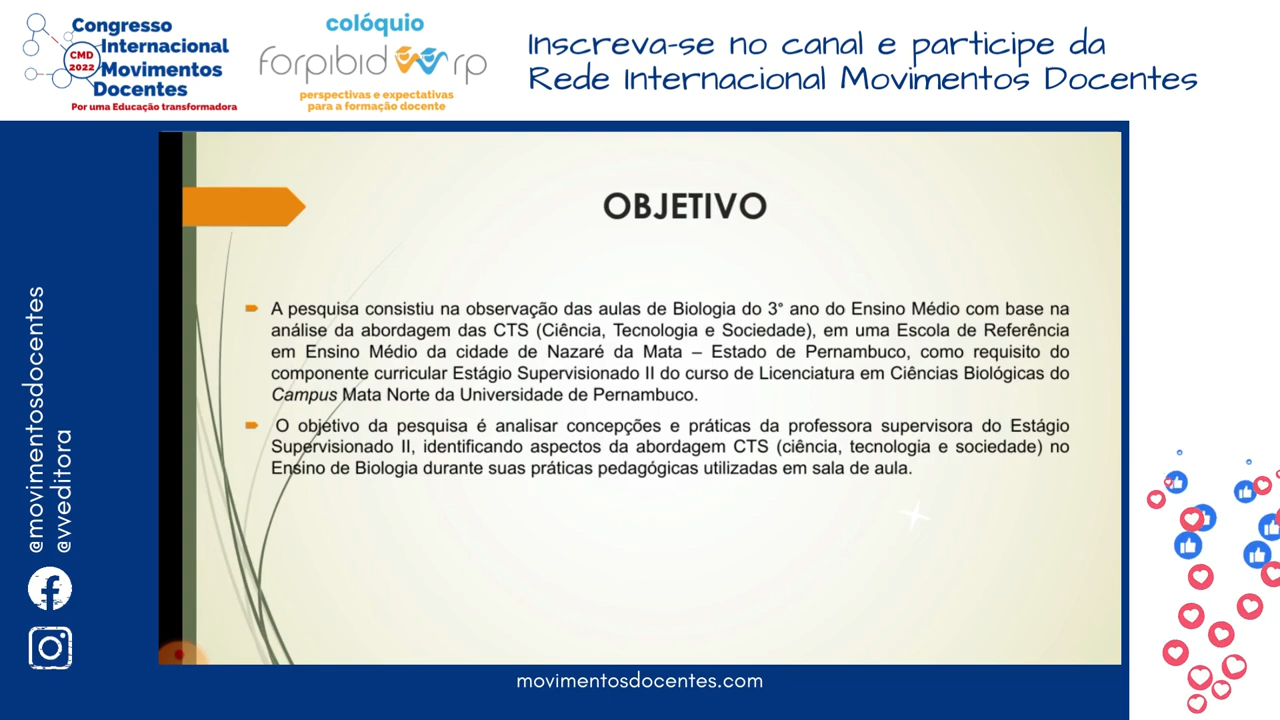 Congresso
Internacional
CMD
2022
Movimentos
Docentes
Por uma Educação transformadora
colóquio
forpibid rp
perspectivas e expectativas
para a formação docente
Inscreva-se no canal e participe da
Rede Internacional Movimentos Docentes
OBJETIVO
A pesquisa consistiu na observação das aulas de Biologia do 3° ano do Ensino Médio com base na
análise da abordagem das CTS (Ciência, Tecnologia e Sociedade), em uma Escola de Referência
em Ensino Médio da cidade de Nazaré da Mata – Estado de Pernambuco, como requisito do
componente curricular Estágio Supervisionado II do curso de Licenciatura em Ciências Biológicas do
Campus Mata Norte da Universidade de Pernambuco.
O objetivo da pesquisa é analisar concepções e práticas da professora supervisora do Estágio
Supervisionado II, identificando aspectos da abordagem CTS (ciência, tecnologia e sociedade) no
Ensino de Biologia durante suas práticas pedagógicas utilizadas em sala de aula.
@movimentosdocentes
@vveditora
movimentosdocentes.com